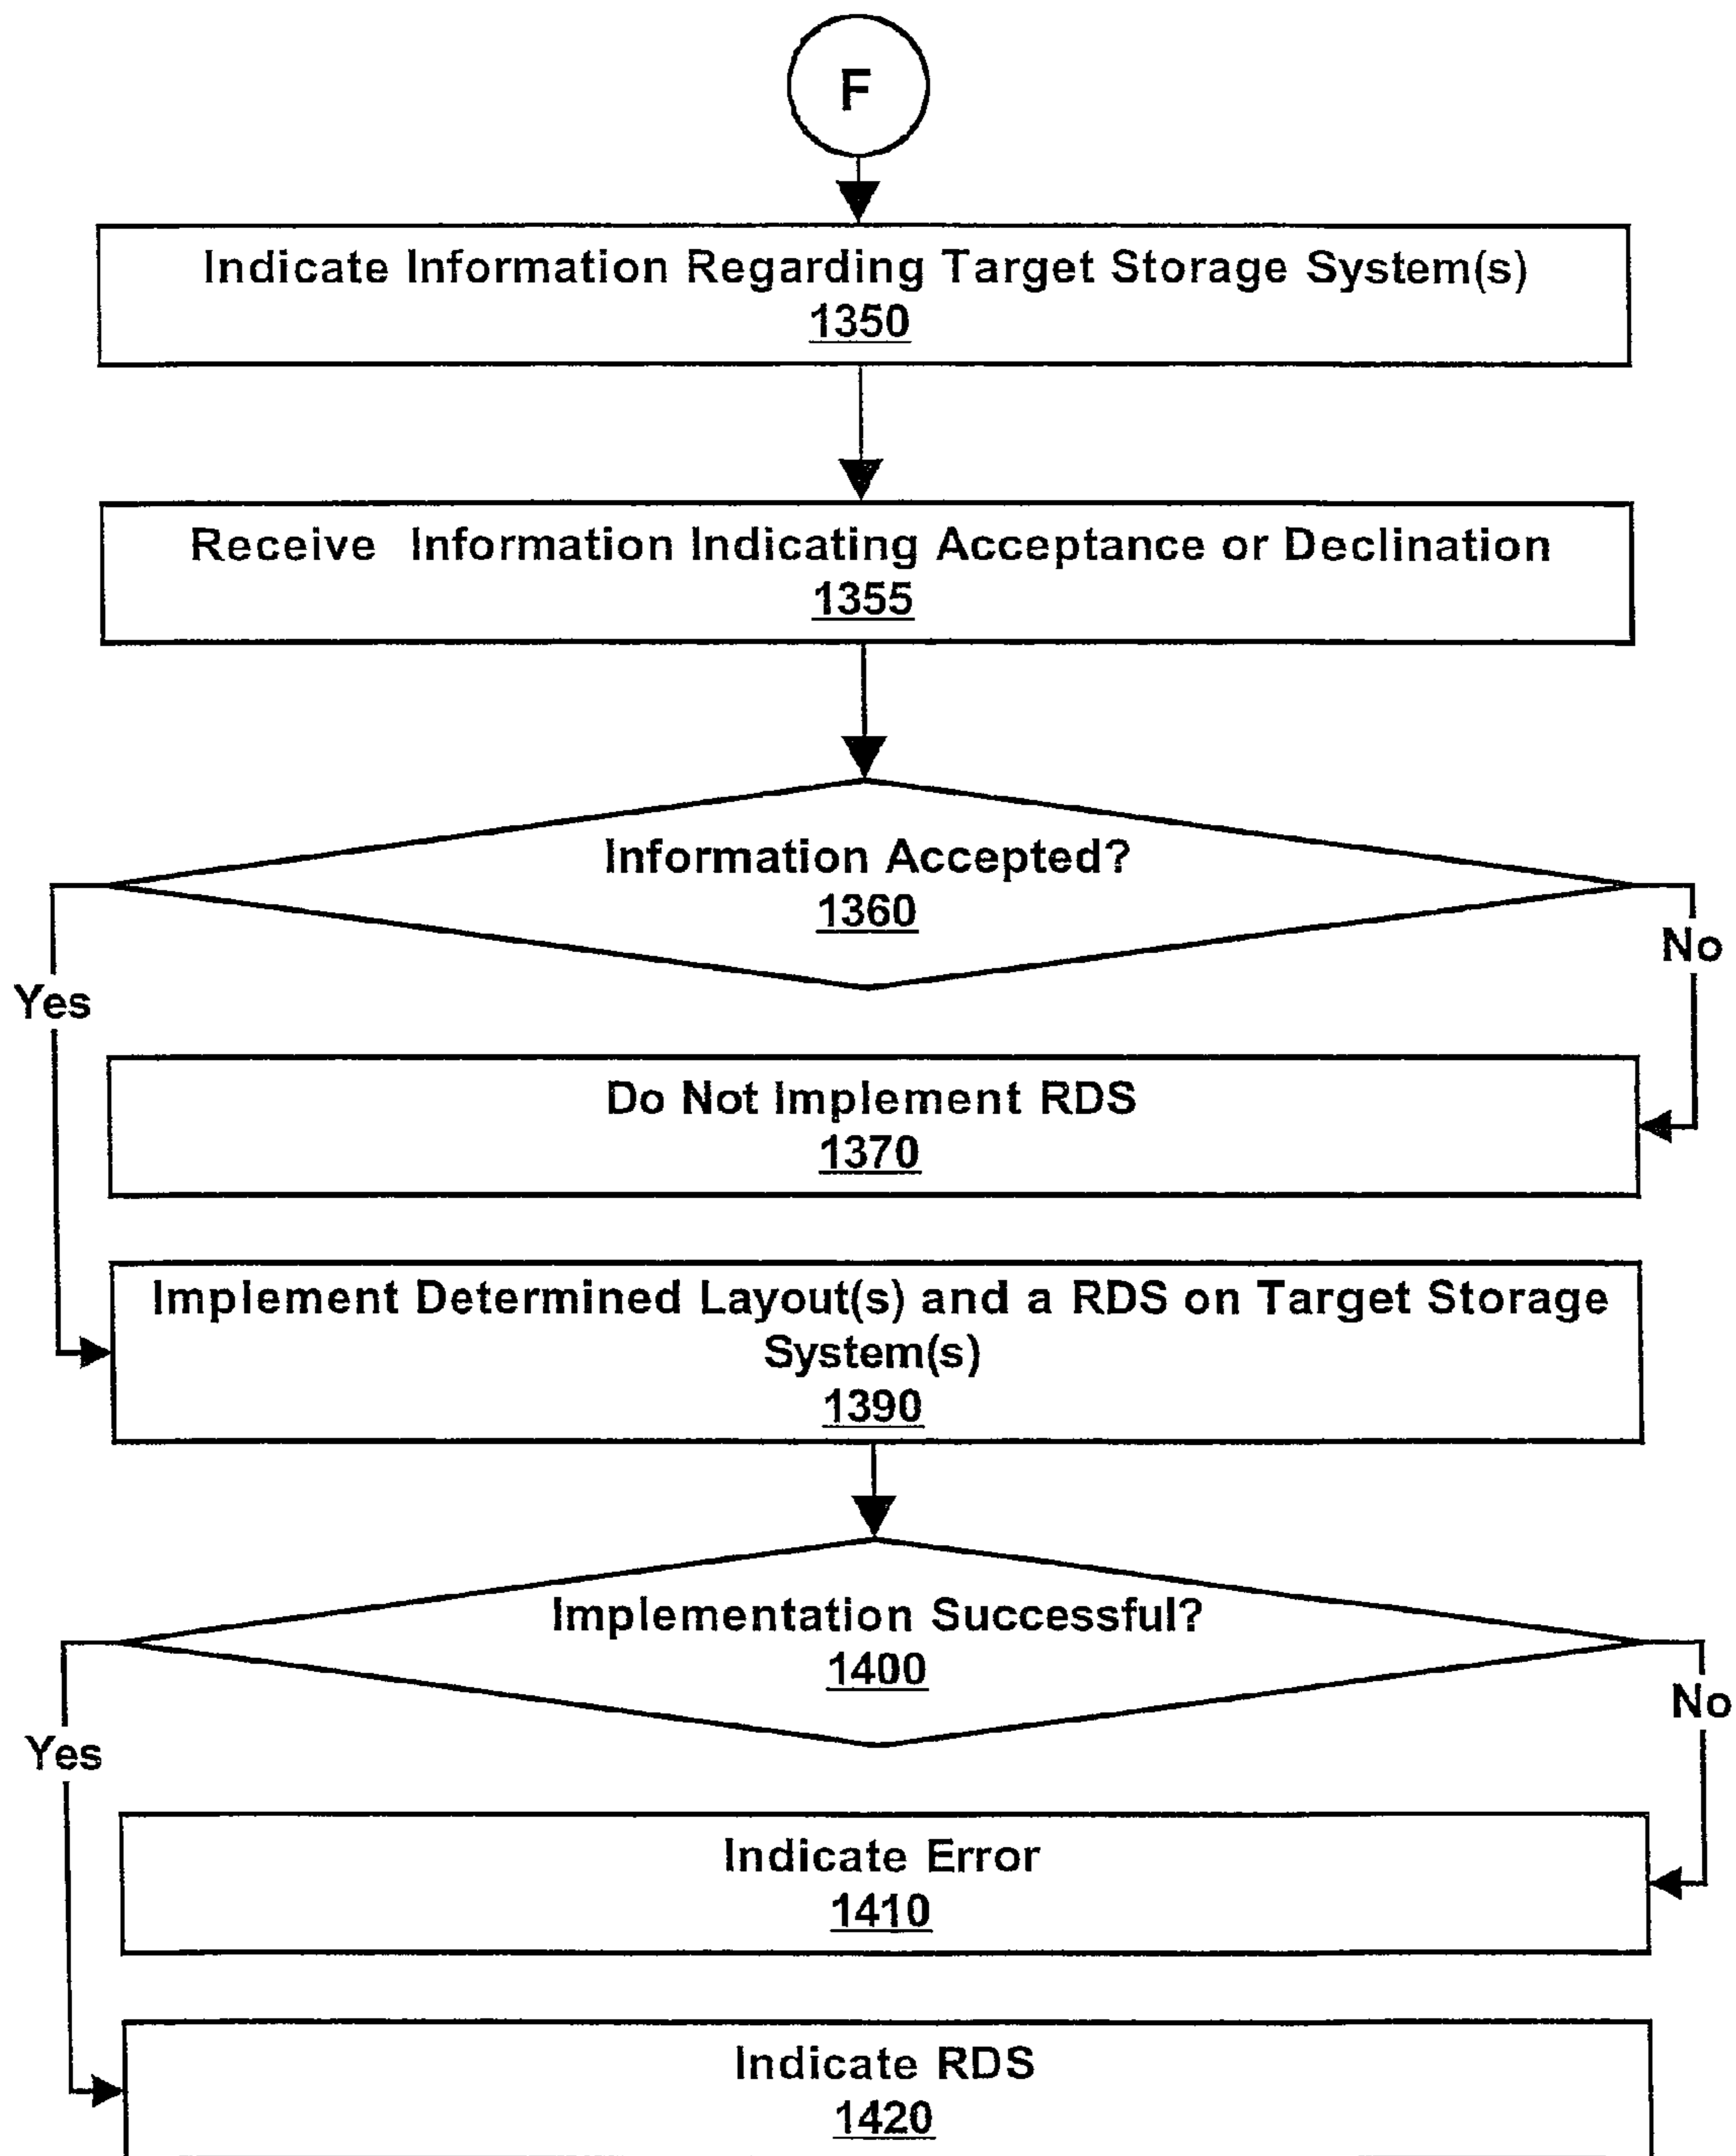 F
Indicate Information Regarding Target Storage System(s)
1350
Receive Information Indicating Acceptance or Declination
1355
Information Accepted?
1360
No
Yes
Do Not Implement RDS
1370
Implement Determined Layout(s) and a RDS on Target Storage
System(s)
1390
Implementation Successful?
1400
No
Yes
Indicate Error
1410
Indicate RDS
1420